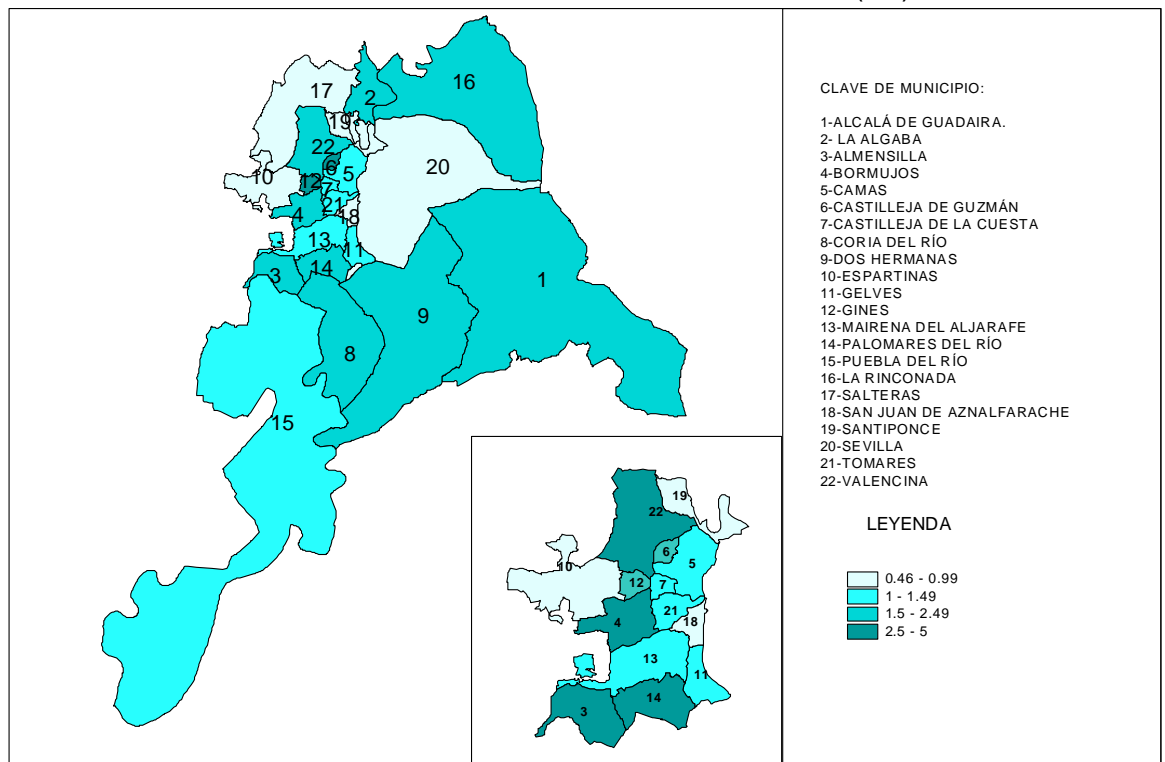 17
16
2
19
22
6
20
5
10
12
7
21
18
4
13
11
14
3
1
9
8
15
19
22
6
5
10
12
7
21
18
4
13
11
14
3
CLAVE DE MUNICIPIO:
1-ALCALÁ DE GUADAIRA.
2- LA ALGABA
3-ALMENSILLA
4-BORMUJOS
5-CAMAS
6-CASTILLEJA DE GUZMÁN
7-CASTILLEJA DE LA CUESTA
8-CORIA DEL RÍO
9-DOS HERMANAS
10-ESPARTINAS
11-GELVES
12-GINES
13-MAIRENA DEL ALJARAFE
14-PALOMARES DEL RÍO
15-PUEBLA DEL RÍO
16-LA RINCONADA
17-SALTERAS
18-SAN JUAN DE AZNALFARACHE
19-SANTIPONCE
20-SEVILLA
21-TOMARES
22-VALENCINA
LEYENDA
0.46 - 0.99
1 - 1.49
1.5 - 2.49
2.5 - 5